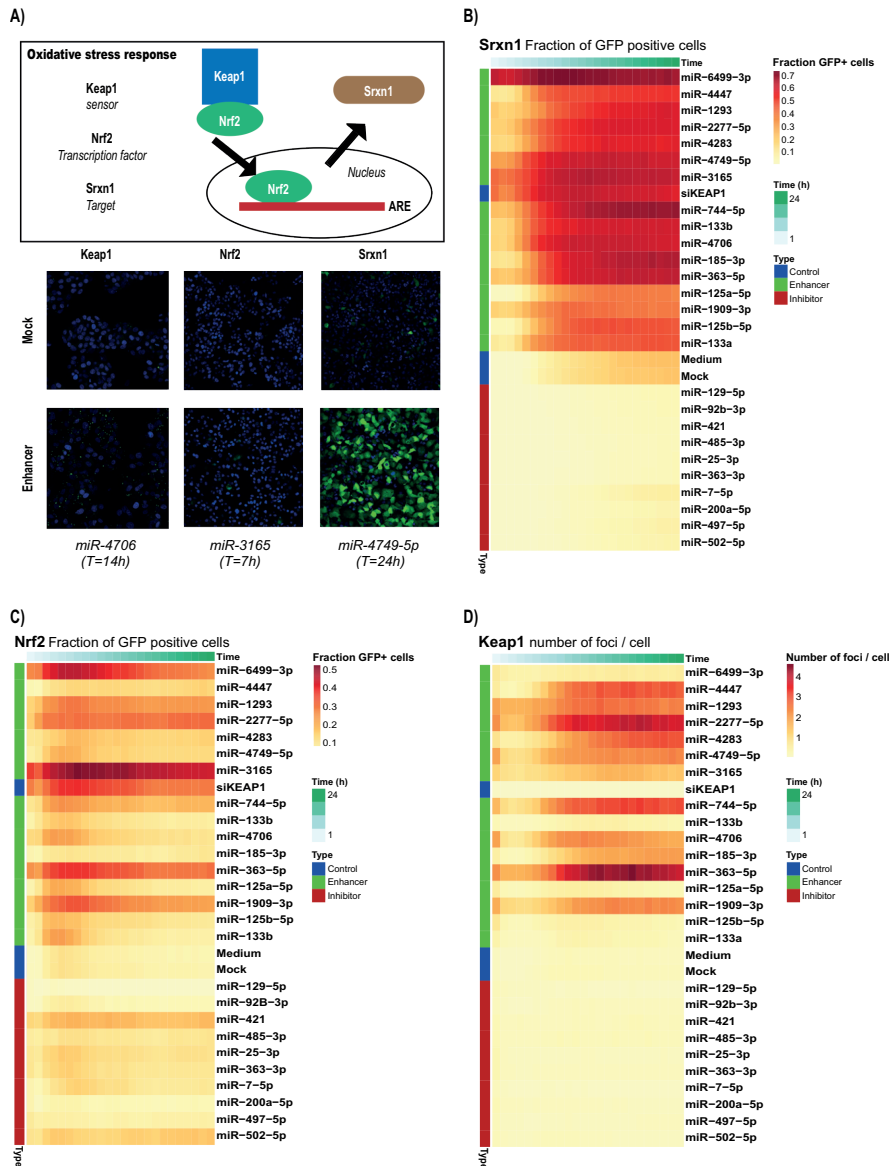 A)
Oxidative stress response
Keap1
sensor
Nrf2
Transcription factor
Srxn1
Target
Keap1
Nrf2
Srxn1
Nrf2
Nucleus
ARE
Keap1
Nrf2
Srxn1
Mock
Enhancer
miR-4706
(T=14h)
miR-3165
(T=7h)
miR-4749-5p
(T=24h)
B)
Srxn1 Fraction of GFP positive cells
Time
miR−6499−3p
miR−4447
miR−1293
miR−2277−5p
miR−4283
miR−4749−5p
miR−3165
siKEAP1
miR−744−5p
miR−133b
miR−4706
miR−185−3p
miR−363−5p
miR−125a−5p
miR−1909−3p
miR−125b−5p
miR−133a
Medium
Mock
miR−129−5p
miR−92b−3p
miR−421
miR−485−3p
miR−25−3p
miR−363−3p
miR−7−5p
miR−200a−5p
miR−497−5p
miR−502−5p
Type
Fraction GFP+ cells
0.7
0.6
0.5
0.4
0.3
0.2
0.1
Time (h)
24
1
Type
Control
Enhancer
Inhibitor
C)
Nrf2 Fraction of GFP positive cells
Time
miR−6499−3p
miR−4447
miR−1293
miR−2277−5p
miR−4283
miR−4749−5p
miR−3165
siKEAP1
miR−744−5p
miR−133b
miR−4706
miR−185−3p
miR−363−5p
miR−125a−5p
miR−1909−3p
miR−125b−5p
miR−133b
Medium
Mock
miR−129−5p
miR−92B−3p
miR−421
miR−485−3p
miR−25−3p
miR−363−3p
miR−7−5p
miR−200a−5p
miR−497−5p
miR−502−5p
Type
Fraction GFP+ cells
0.5
0.4
0.3
0.2
0.1
Time (h)
24
1
Type
Control
Enhancer
Inhibitor
D)
Keap1 number of foci / cell
Time
miR−6499−3p
miR−4447
miR−1293
miR−2277−5p
miR−4283
miR−4749−5p
miR−3165
siKEAP1
miR−744−5p
miR−133b
miR−4706
miR−185−3p
miR−363−5p
miR−125a−5p
miR−1909−3p
miR−125b−5p
miR−133a
Medium
Mock
miR−129−5p
miR−92b−3p
miR−421
miR−485−3p
miR−25−3p
miR−363−3p
miR−7−5p
miR−200a−5p
miR−497−5p
miR−502−5p
Type
Number of foci / cell
4
3
2
1
Time (h)
24
1
Type
Control
Enhancer
Inhibitor